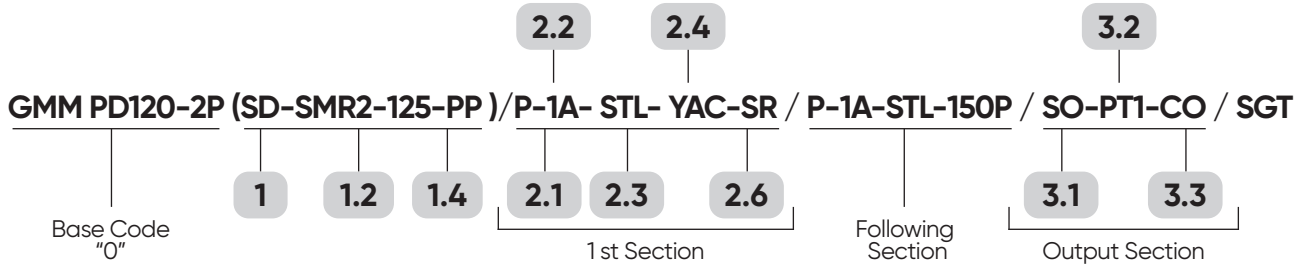 2.2 2.4 3.2
GMM PD120-2P (SD-SMR2-125-PP )/P-1A- STL- YAC-SR / P-1A-STL-150P / SO-PT1-CO / SGT
1 1.2 1.4 2.1 2.3 2.6 3.1 3.3
Base Code
"0"
1 st Section
Following
Section
Output Section